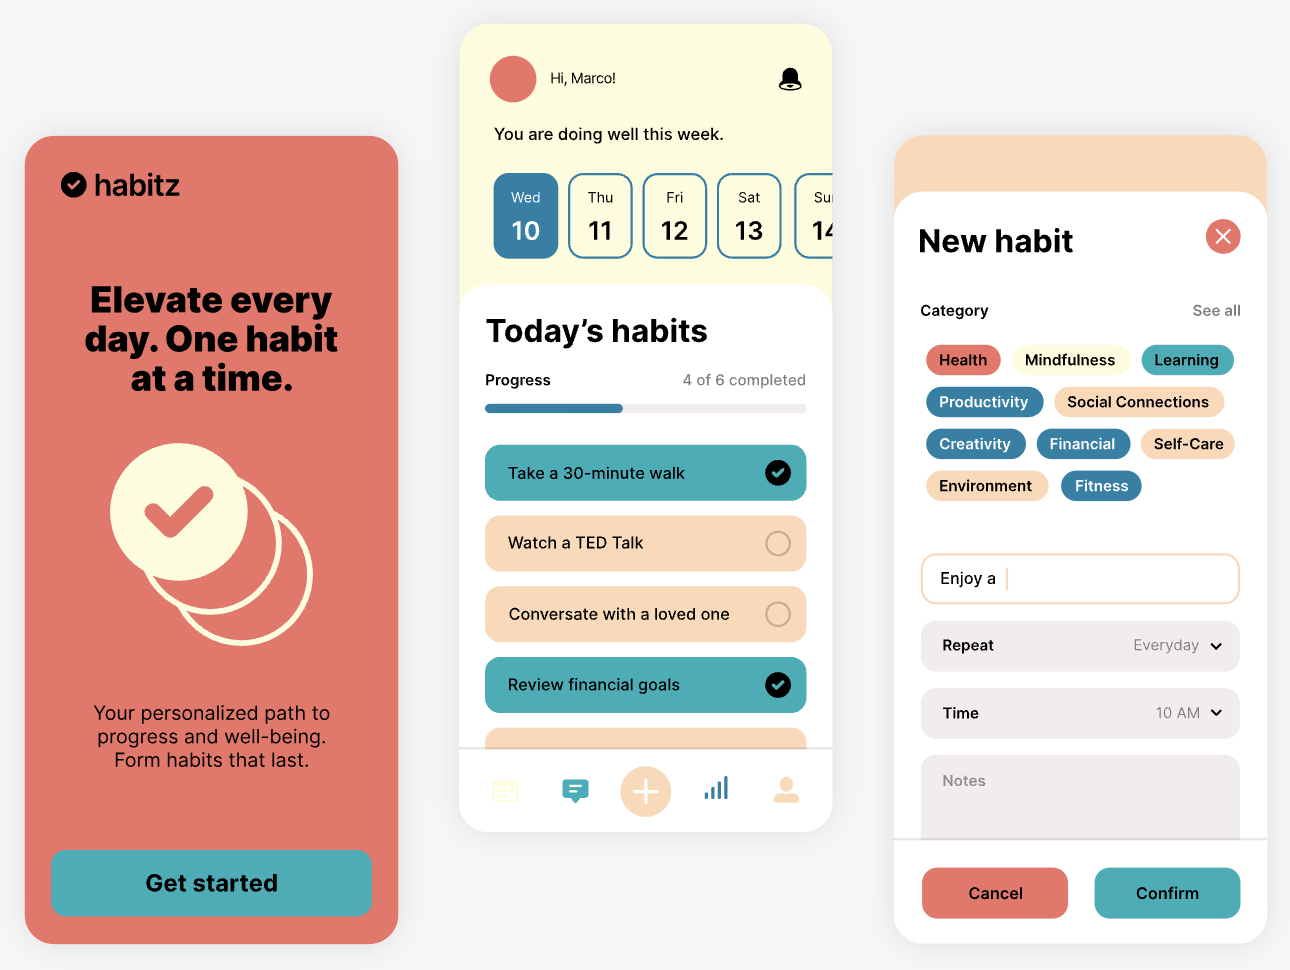 habitz
Elevate every
day. One habit
at a time.
Your personalized path to
progress and well-being.
Form habits that last.
Get started
Hi, Marco!
You are doing well this week.
Wed Thu Fri Sat
10 11 12 13
Today’s habits
Progress 4 of 6 completed
Take a 30-minute walk
Watch a TED Talk
Conversate with a loved one
Review financial goals
New habit
Category See all
Health Mindfulness Learning
Productivity Social Connections
Creativity Financial Self-Care
Environment Fitness
Enjoy a
Repeat Everyday
Time 10 AM
Notes
Cancel Confirm